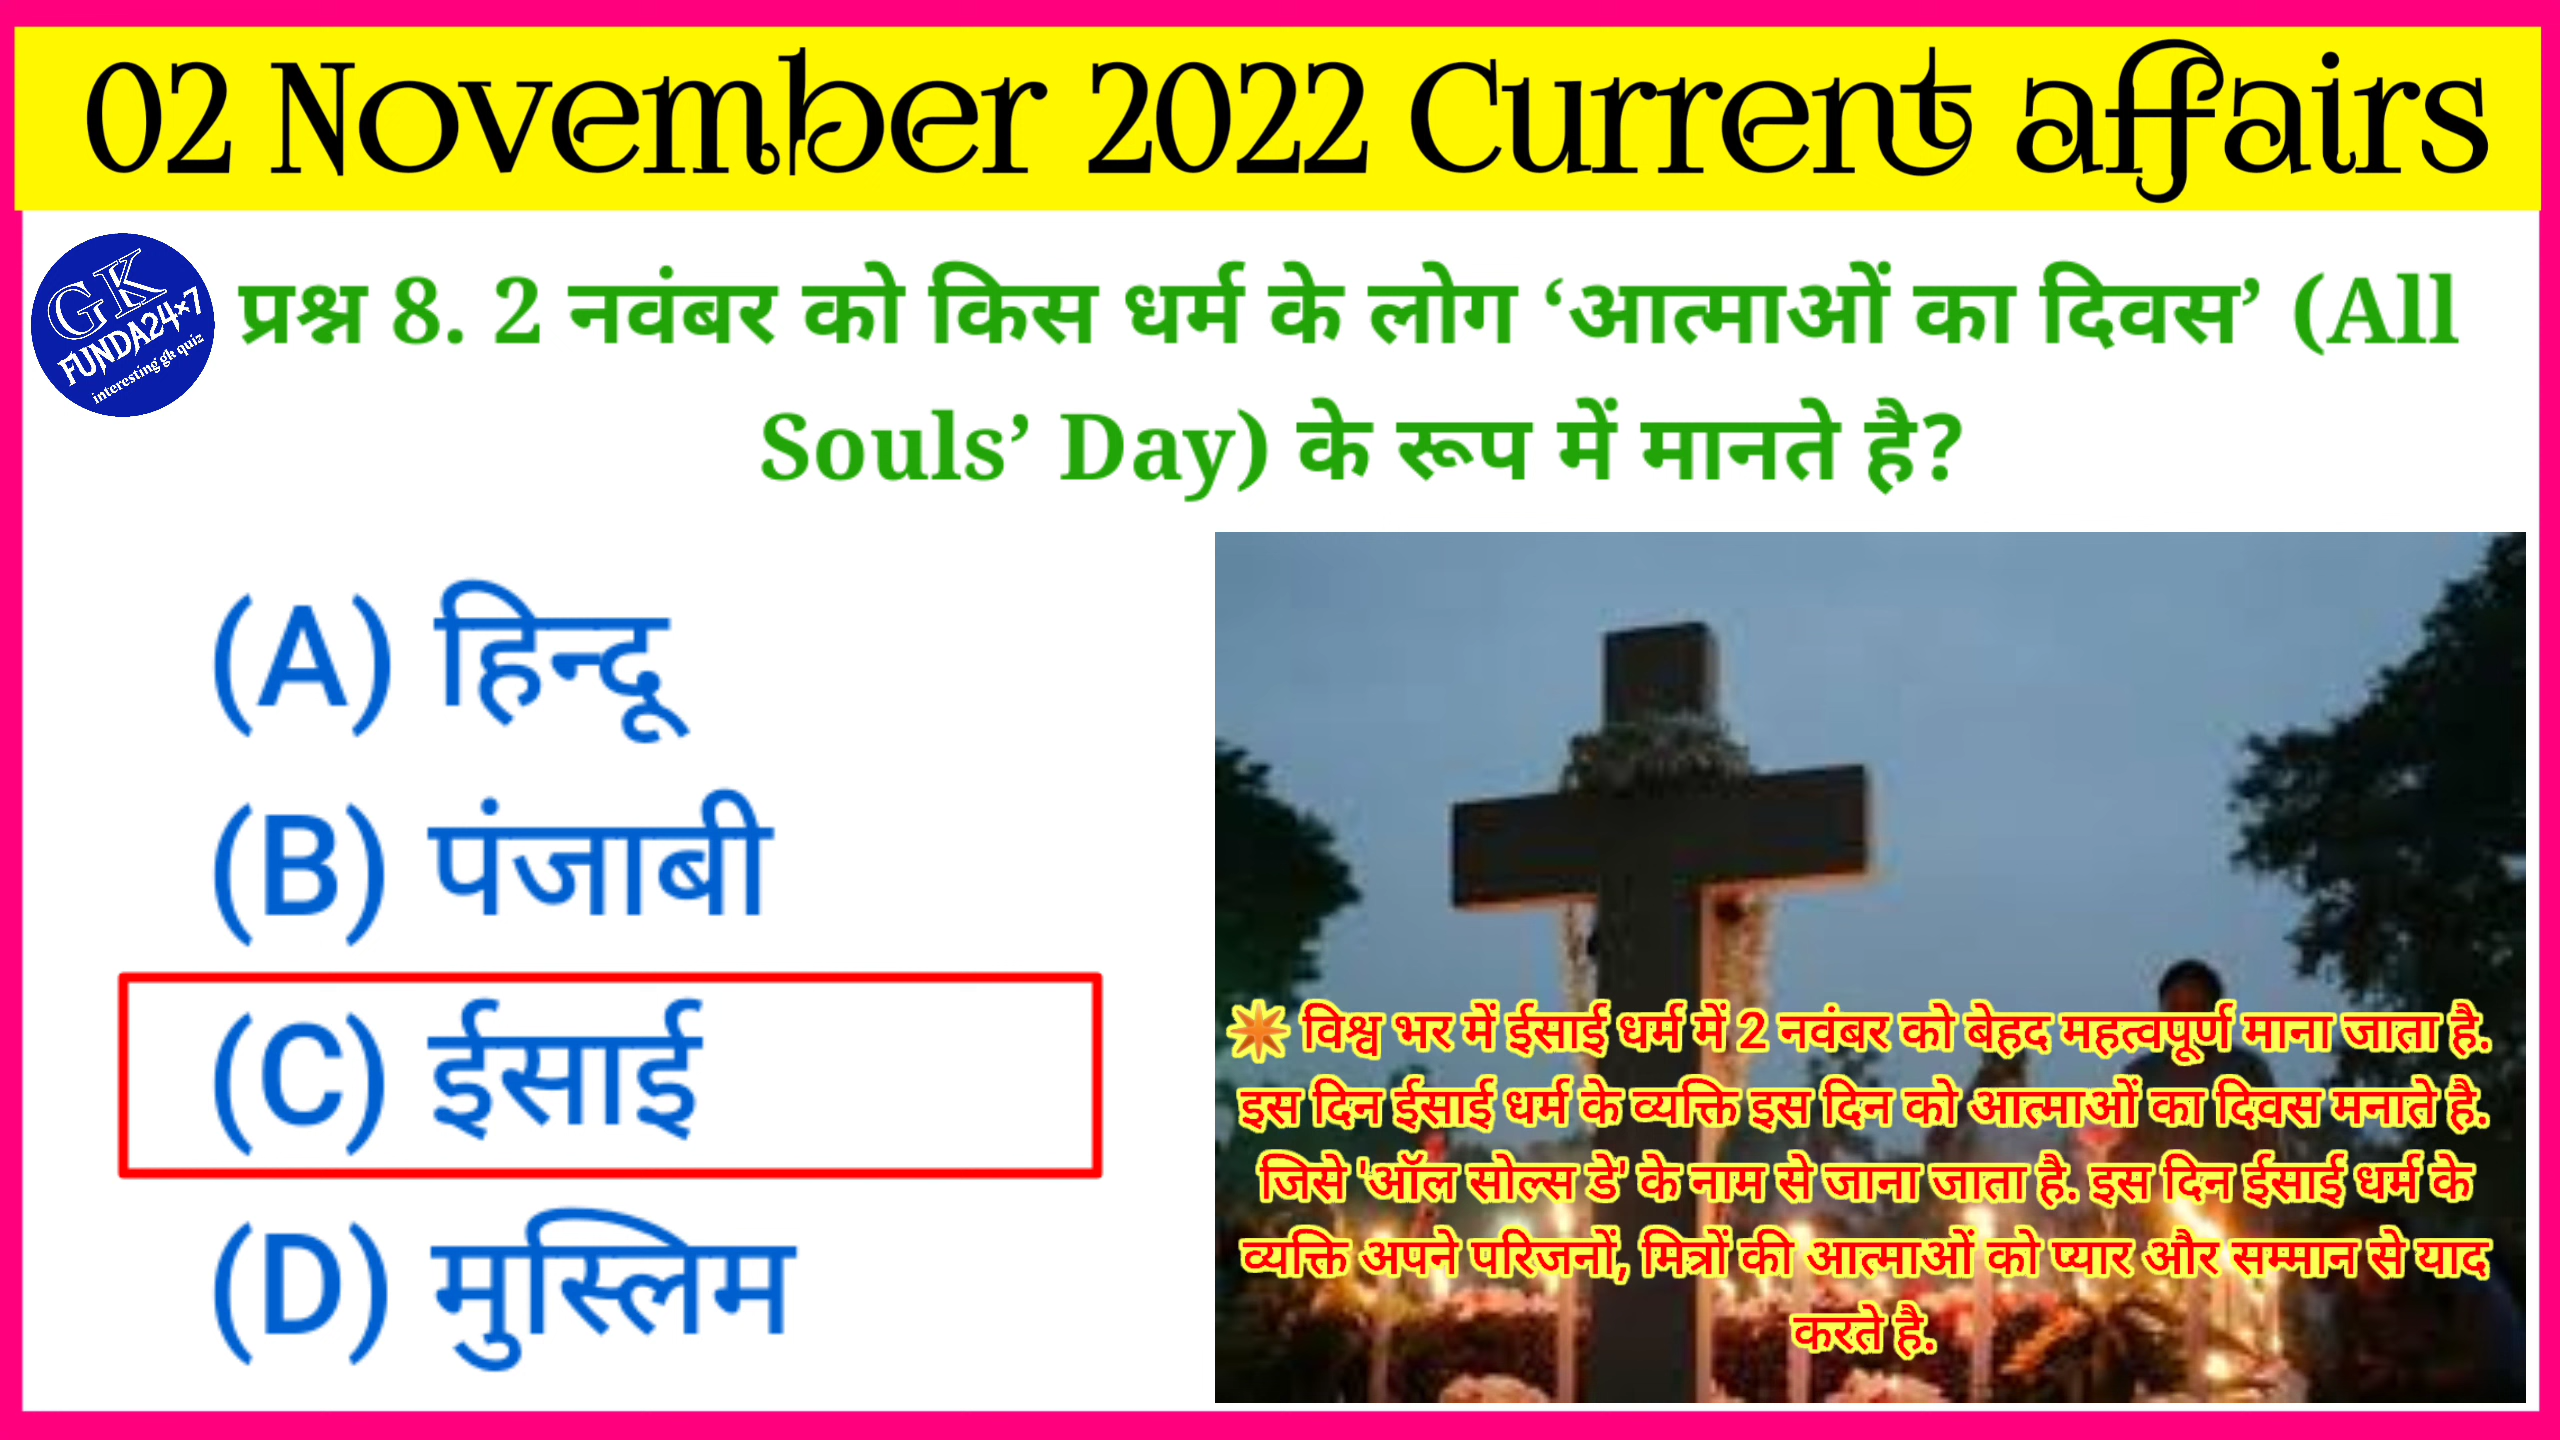 02 November 2022 Current affairs
GK
FUNDA24×7
interesting gk quiz
प्रश्न 8. 2 नवंबर को किस धर्म के लोग ‘आत्माओं का दिवस’ (All
Souls’ Day) के रूप में मानते है?
(A) हिन्दू
(B) पंजाबी
(C) ईसाई
(D) मुस्लिम
✴️ विश्व भर में ईसाई धर्म में 2 नवंबर को बेहद महत्वपूर्ण माना जाता है.
इस दिन ईसाई धर्म के व्यक्ति इस दिन को आत्माओं का दिवस मनाते है.
जिसे 'ऑल सोल्स डे' के नाम से जाना जाता है. इस दिन ईसाई धर्म के
व्यक्ति अपने परिजनों, मित्रों की आत्माओं को प्यार और सम्मान से याद
करते है.